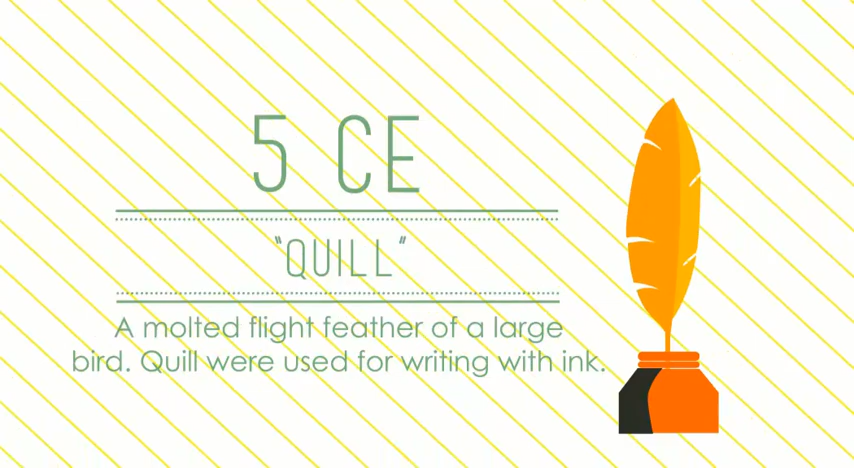 5 CE
"QUILL"
A molted flight feather of a large
bird. Quill were used for writing with ink.